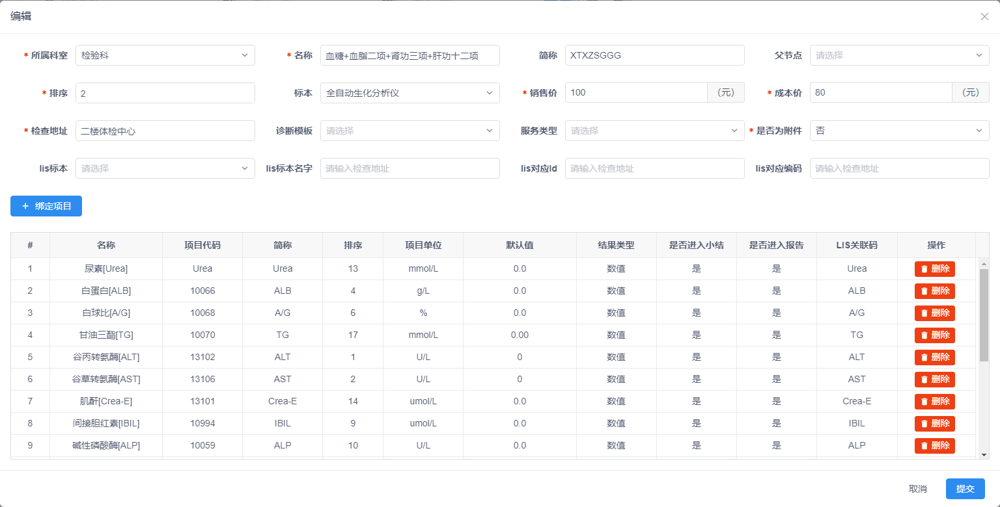 编辑
* 所属科室 检验科 * 名称 血糖+血脂二项+肾功三项+肝功十二项 简称 XTXZSGGG 父节点 请选择
* 排序 2 标本 全自动生化分析仪 * 销售价 100 (元) * 成本价 80 (元)
* 检查地址 二楼体检中心 诊断模板 请选择 服务类型 请选择 * 是否为附件 否
lis标本 请选择 lis标本名字 请输入检查地址 lis对应Id 请输入检查地址 lis对应编码 请输入检查地址
+ 绑定项目
# 名称 项目代码 简称 排序 项目单位 默认值 结果类型 是否进入小结 是否进入报告 LIS关联码 操作
1 尿素[Urea] Urea Urea 13 mmol/L 0.0 数值 是 是 Urea 删除
2 白蛋白[ALB] 10066 ALB 4 g/L 0.0 数值 是 是 ALB 删除
3 白球比[A/G] 10068 A/G 6 % 0.0 数值 是 是 A/G 删除
4 甘油三酯[TG] 10070 TG 17 mmol/L 0.00 数值 是 是 TG 删除
5 谷丙转氨酶[ALT] 13102 ALT 1 U/L 0 数值 是 是 ALT 删除
6 谷草转氨酶[AST] 13106 AST 2 U/L 0 数值 是 是 AST 删除
7 肌酐[Crea-E] 13101 Crea-E 14 umol/L 0.0 数值 是 是 Crea-E 删除
8 间接胆红素[IBIL] 10994 IBIL 9 umol/L 0.0 数值 是 是 IBIL 删除
9 碱性磷酸酶[ALP] 10059 ALP 10 U/L 0.0 数值 是 是 ALP 删除
取消 提交